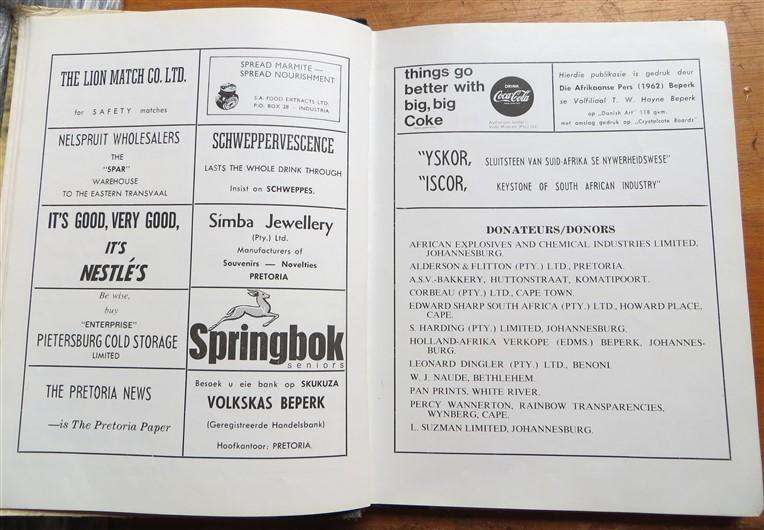 THE LION MATCH CO. LTD.
for SAFETY matches
NELSPRUIT WHOLESALERS
THE
"SPAR"
WAREHOUSE
TO THE EASTERN TRANSVAAL
IT'S GOOD, VERY GOOD,
IT'S
NESTLÉ'S
Be wise,
buy
"ENTERPRISE"
PIETERSBURG COLD STORAGE
LIMITED
THE PRETORIA NEWS
—is The Pretoria Paper
SPREAD MARMITE —
SPREAD NOURISHMENT
S.A. FOOD EXTRACTS LTD.
P.O. BOX 28 - INDUSTRIA
SCHWEPPERVESCENCE
LASTS THE WHOLE DRINK THROUGH
Insist on SCHWEPPES.
Simba Jewellery
(Pty.) Ltd.
Manufacturers of
Souvenirs — Novelties
PRETORIA
Springbok
seniors
Besoek u eie bank op SKUKUZA
VOLKSKAS BEPERK
(Geregistreerde Handelsbank)
Hoofkantoor: PRETORIA.
things go
better with
big, big
Coke
DRINK
Coca-Cola
Hierdie publikasie is gedruk deur
Die Afrikaanse Pers (1962) Beperk
se Volfiliaal T. W. Hayne Beperk
op „Danish Art" 118 gvm.
met omslag gedruk op „Crystalcote Boards"
"YSKOR, SLUITSTEEN VAN SUID-AFRIKA SE NYWERHEIDSWESE"
"ISCOR, KEYSTONE OF SOUTH AFRICAN INDUSTRY"
DONATEURS/DONORS
AFRICAN EXPLOSIVES AND CHEMICAL INDUSTRIES LIMITED,
JOHANNESBURG.
ALDERSON & FLITTON (PTY.) LTD., PRETORIA.
A.S.V.-BAKKERY, HUTTONSTRAAT, KOMATIPOORT.
CORBEAU (PTY.) LTD., CAPE TOWN.
EDWARD SHARP SOUTH AFRICA (PTY.) LTD., HOWARD PLACE,
CAPE.
S. HARDING (PTY.) LIMITED, JOHANNESBURG.
HOLLAND-AFRIKA VERKOPE (EDMS.) BEPERK, JOHANNES-
BURG.
LEONARD DINGLER (PTY.) LTD., BENONI.
W. J. NAUDE, BETHLEHEM.
PAN PRINTS, WHITE RIVER.
PERCY WANNERTON, RAINBOW TRANSPARENCIES,
WYNBERG, CAPE.
L. SUZMAN LIMITED, JOHANNESBURG.